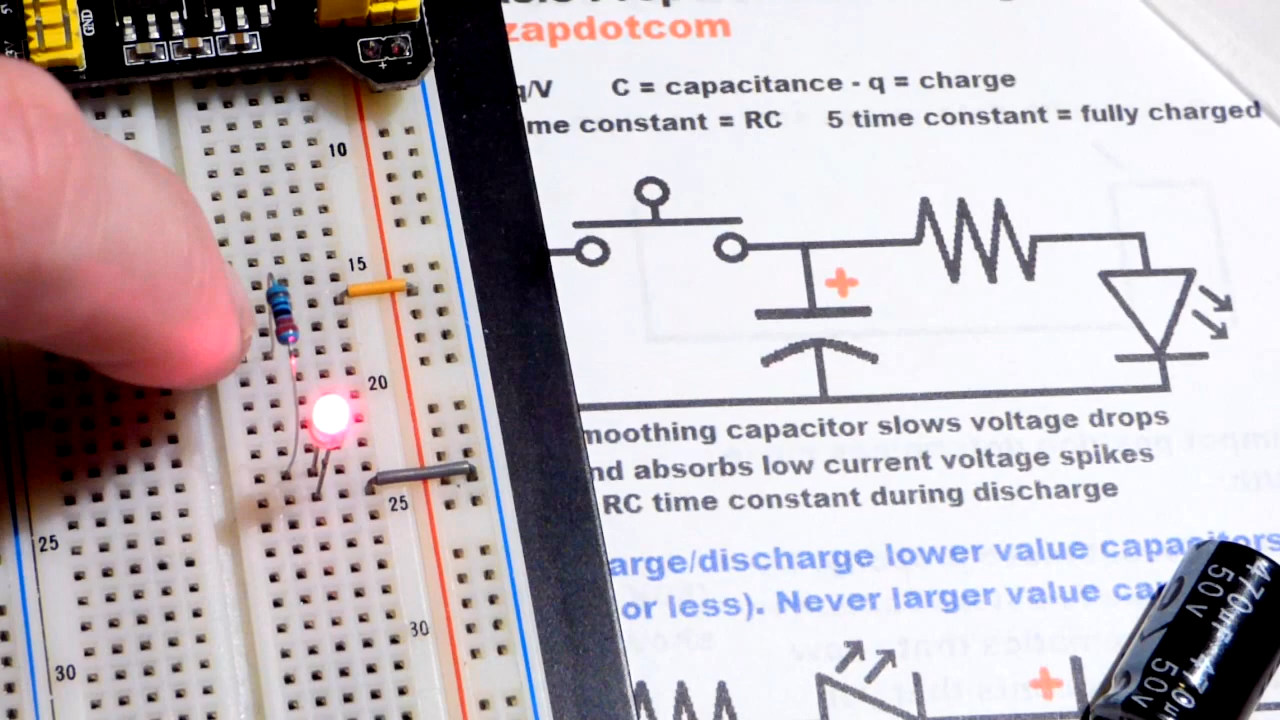 GND
zapdotcom
q/V C = capacitance - q = charge
me constant = RC 5 time constant = fully charged
10
15
+
20
moothing capacitor slows voltage drops
nd absorbs low current voltage spikes
RC time constant during discharge
25
25
arge/discharge lower value capacitors
or less). Never larger value ca
30
30
+
470µF
50V
470µ
50V